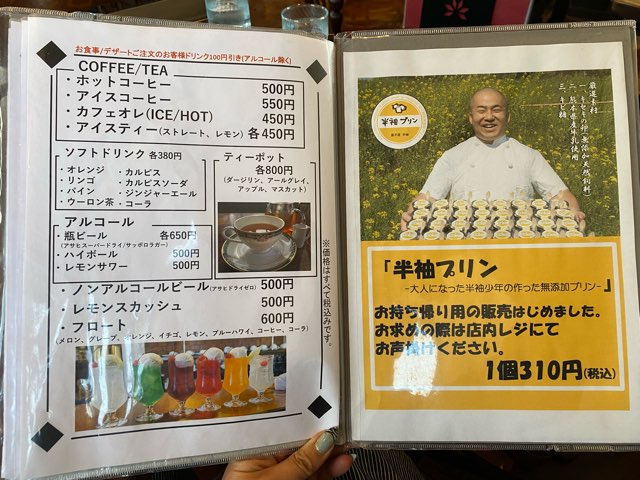 お食事/デザートご注文のお客様ドリンク100円引き(アルコール除く)
COFFEE/TEA
・ホットコーヒー 500円
・アイスコーヒー 550円
・カフェオレ(ICE/HOT) 450円
・アイスティー(ストレート、レモン) 各450円
ソフトドリンク 各380円
・オレンジ ・カルピス
・リンゴ ・カルピスソーダ
・パイン ・ジンジャーエール
・ウーロン茶 ・コーラ
ティーポット
各800円
(ダージリン、アールグレイ、
アップル、マスカット)
アルコール
・瓶ビール 各650円
(アサヒスーパードライ/サッポロラガー)
・ハイボール 500円
・レモンサワー 500円
・ノンアルコールビール(アサヒドライゼロ) 500円
・レモンスカッシュ 500円
・フロート 600円
(メロン、グレープ、オレンジ、イチゴ、レモン、ブルーハワイ、コーヒー、コーラ)
※価格はすべて税込みです。
厳選素材
半袖プリン
「半袖プリン
-大人になった半袖少年の作った無添加プリン-」
お持ち帰り用の販売はじめました。
お求めの際は店内レジにて
お声掛けください。
1個310円(税込)